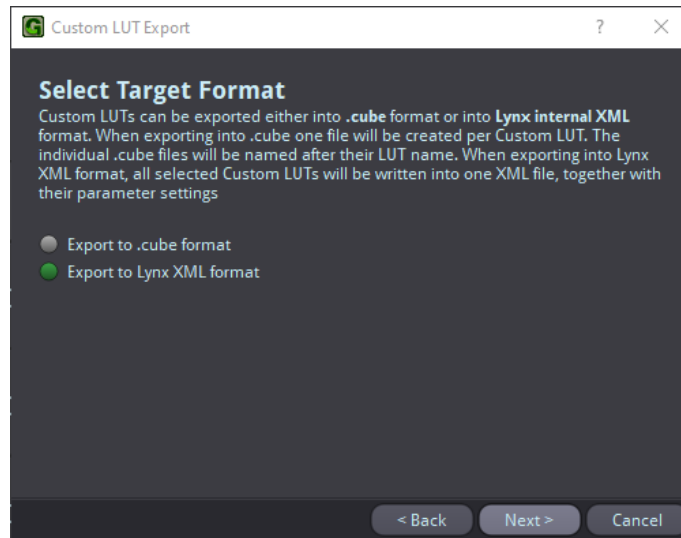 Custom LUT Export
?
Select Target Format
Custom LUTs can be exported either into .cube format or into Lynx internal XML
format. When exporting into .cube one file will be created per Custom LUT. The
individual .cube files will be named after their LUT name. When exporting into Lynx
XML format, all selected Custom LUTs will be written into one XML file, together with
their parameter settings
Export to .cube format
Export to Lynx XML format
< Back Next > Cancel